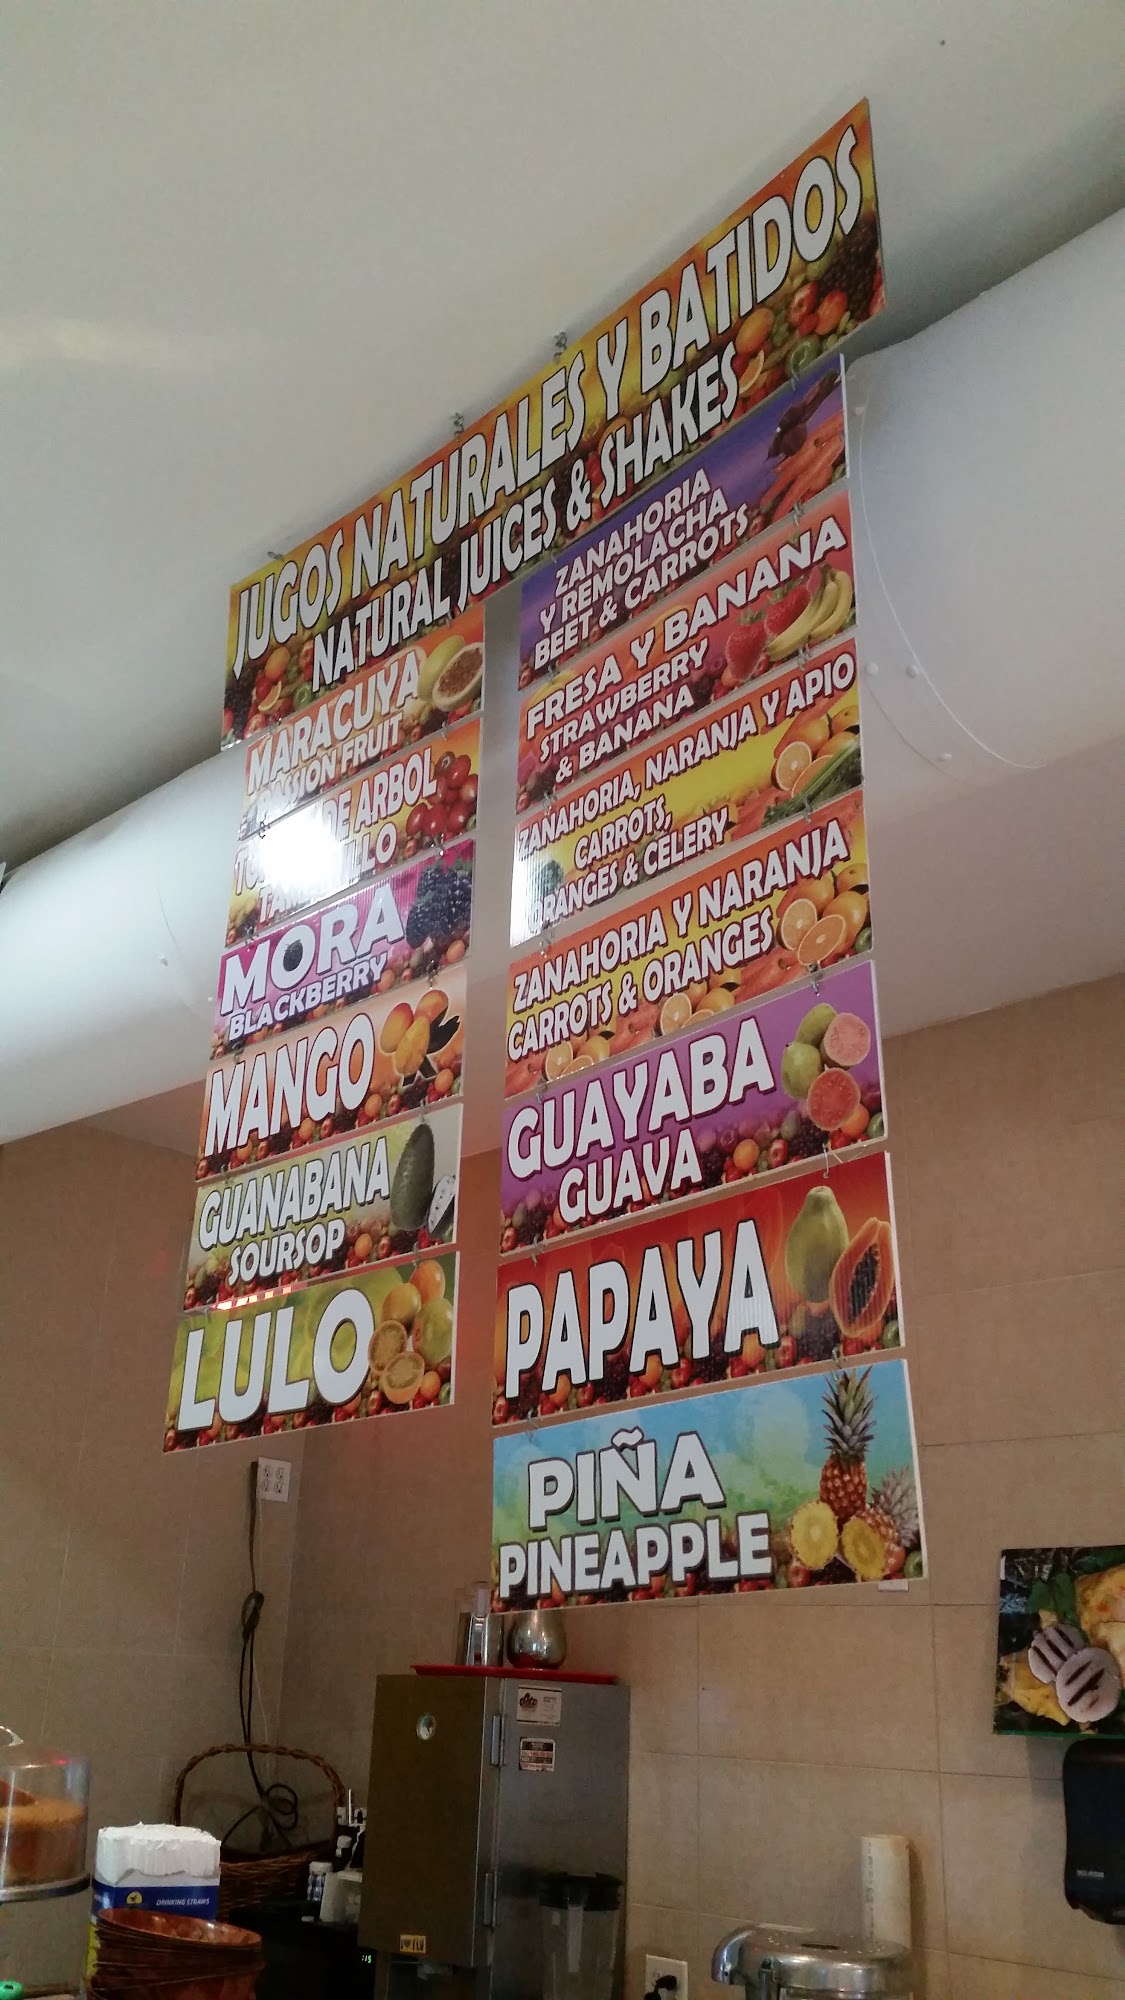 JUGOS NATURALES Y BATIDOS
NATURAL JUICES & SHAKES
MARACUYA
PASSION FRUIT
DE ARBOL
MORA
BLACKBERRY
MANGO
GUANABANA
SOURSOP
LULO
ZANAHORIA
Y REMOLACHA
BEET & CARROTS
FRESA Y BANANA
STRAWBERRY
& BANANA
ZANAHORIA, NARANJA Y APIO
CARROTS,
ORANGES & CELERY
ZANAHORIA Y NARANJA
CARROTS & ORANGES
GUAYABA
GUAVA
PAPAYA
PIÑA
PINEAPPLE
DRINKING STRAWS